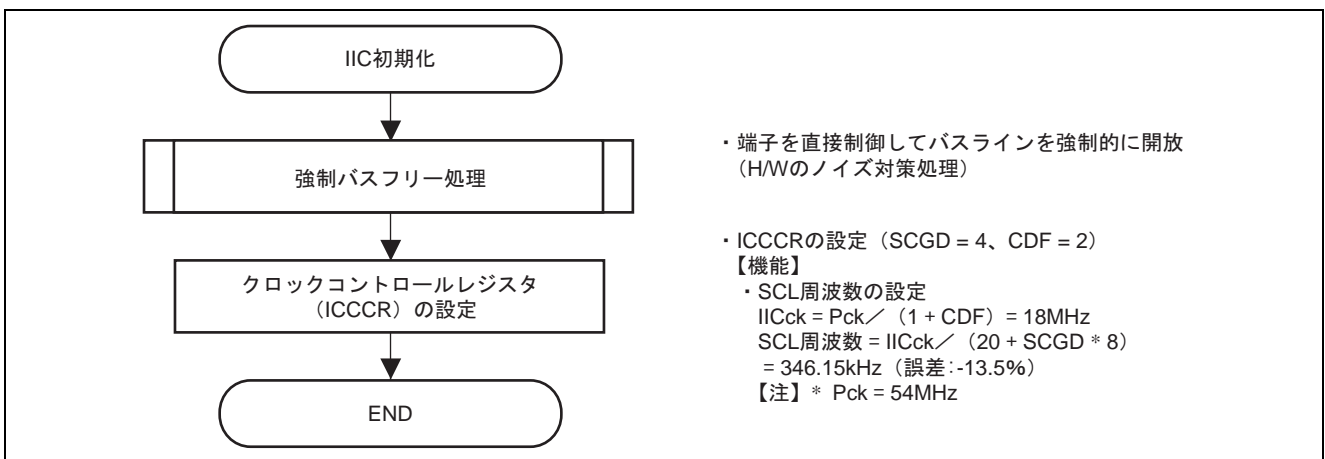 IIC初期化
強制バスフリー処理
クロックコントロールレジスタ
(ICCCR)の設定
END
・端子を直接制御してバスラインを強制的に開放
(H/Wのノイズ対策処理)
・ICCCRの設定(SCGD = 4、CDF = 2)
【機能】
・SCL周波数の設定
IICck = Pck/(1 + CDF) = 18MHz
SCL周波数 = IICck/(20 + SCGD * 8)
= 346.15kHz(誤差:-13.5%)
【注】* Pck = 54MHz